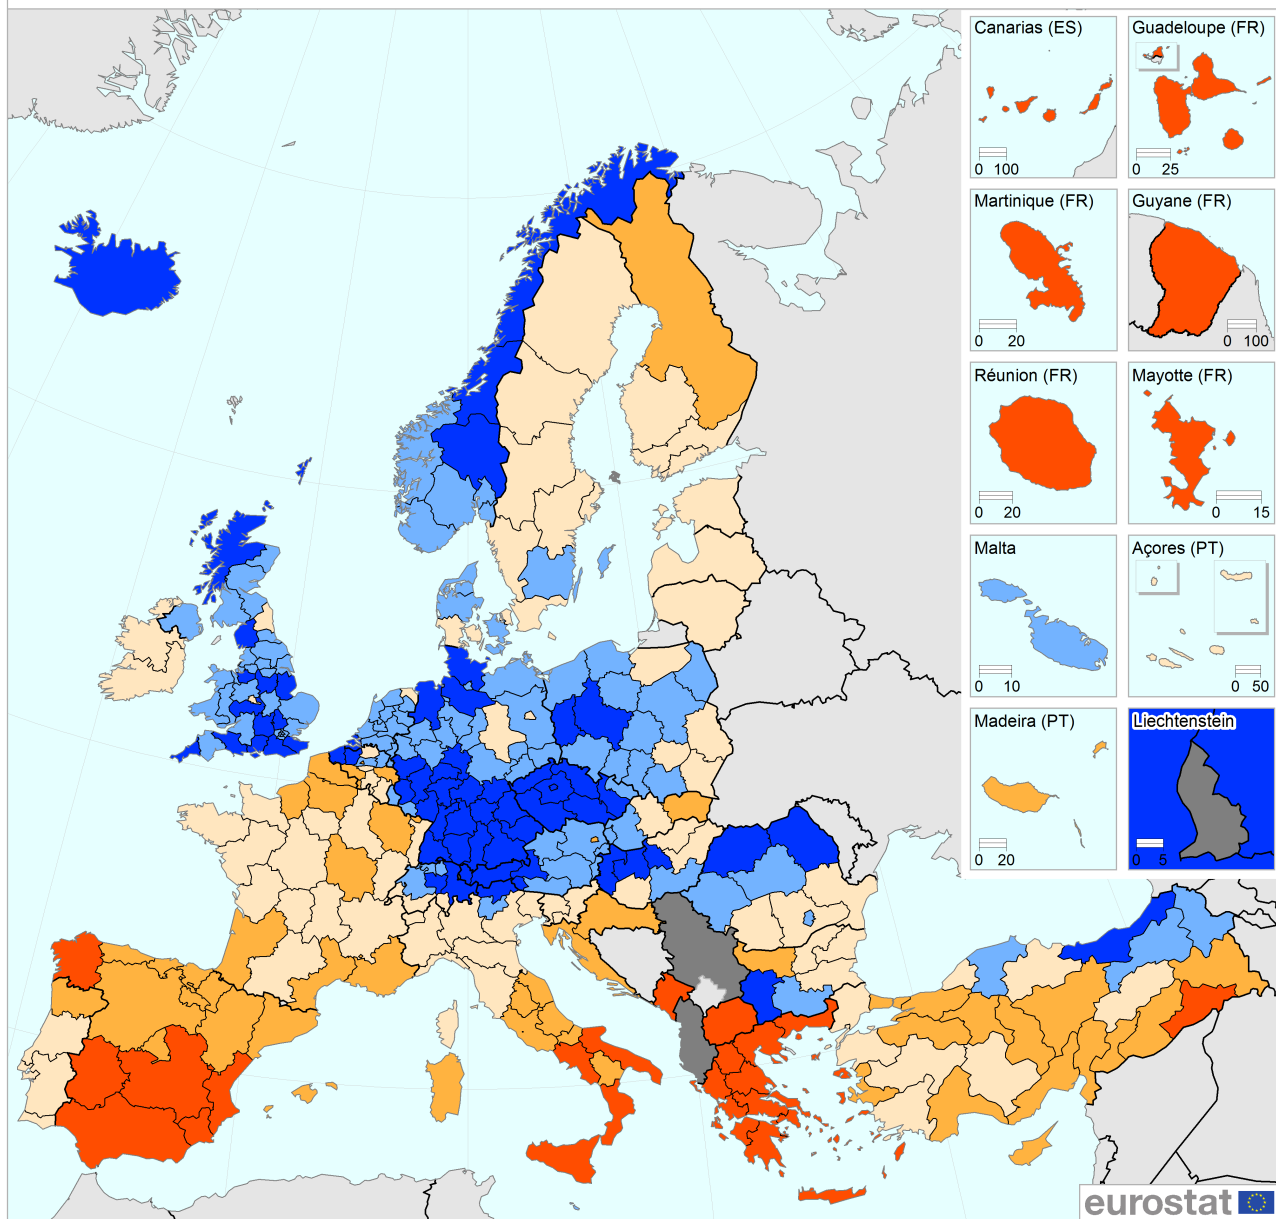 Canarias (ES)
0 100
Guadeloupe (FR)
0 25
Martinique (FR)
0 20
Guyane (FR)
0 100
Réunion (FR)
0 20
Mayotte (FR)
0 15
Malta
0 10
Açores (PT)
0 50
Madeira (PT)
0 20
Liechtenstein
0 5
eurostat